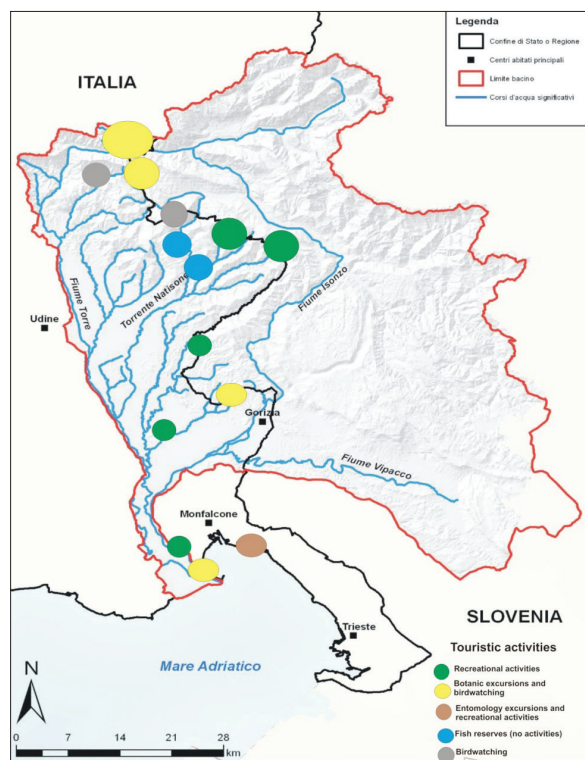 Legenda
Confine di Stato o Regione
Centri abitati principali
Limite bacino
Corsi d'acqua significativi
ITALIA
Fiume Torre
Torrente Natisone
Fiume Isonzo
Udine
Gorizia
Fiume Vipacco
Monfalcone
Trieste
SLOVENIA
Mare Adriatico
Touristic activities
Recreational activities
Botanic excursions and
birdwatching
Entomology excursions and
recreational activities
Fish reserves (no activities)
Birdwatching
N
0 7 14 21 28
km